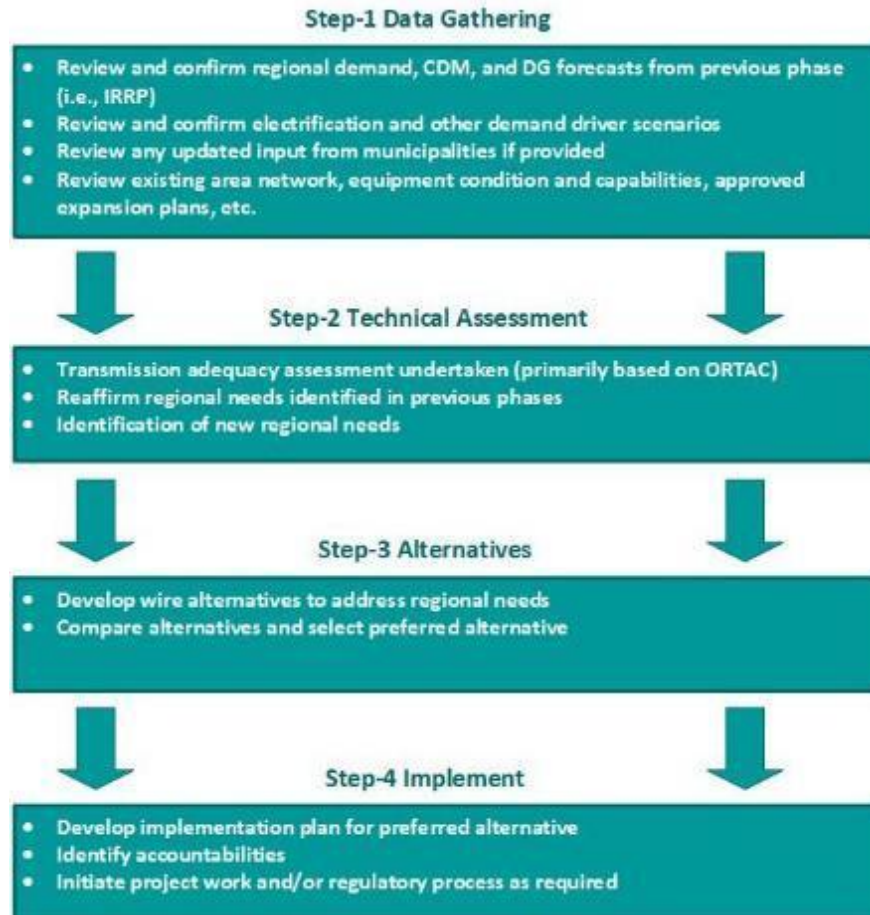 Step-1 Data Gathering
• Review and confirm regional demand, CDM, and DG forecasts from previous phase
(i.e., IRRP)
• Review and confirm electrification and other demand driver scenarios
• Review any updated input from municipalities if provided
• Review existing area network, equipment condition and capabilities, approved
expansion plans, etc.
Step-2 Technical Assessment
• Transmission adequacy assessment undertaken (primarily based on ORTAC)
• Reaffirm regional needs identified in previous phases
• Identification of new regional needs
Step-3 Alternatives
• Develop wire alternatives to address regional needs
• Compare alternatives and select preferred alternative
Step-4 Implement
• Develop implementation plan for preferred alternative
• Identify accountabilities
• Initiate project work and/or regulatory process as required